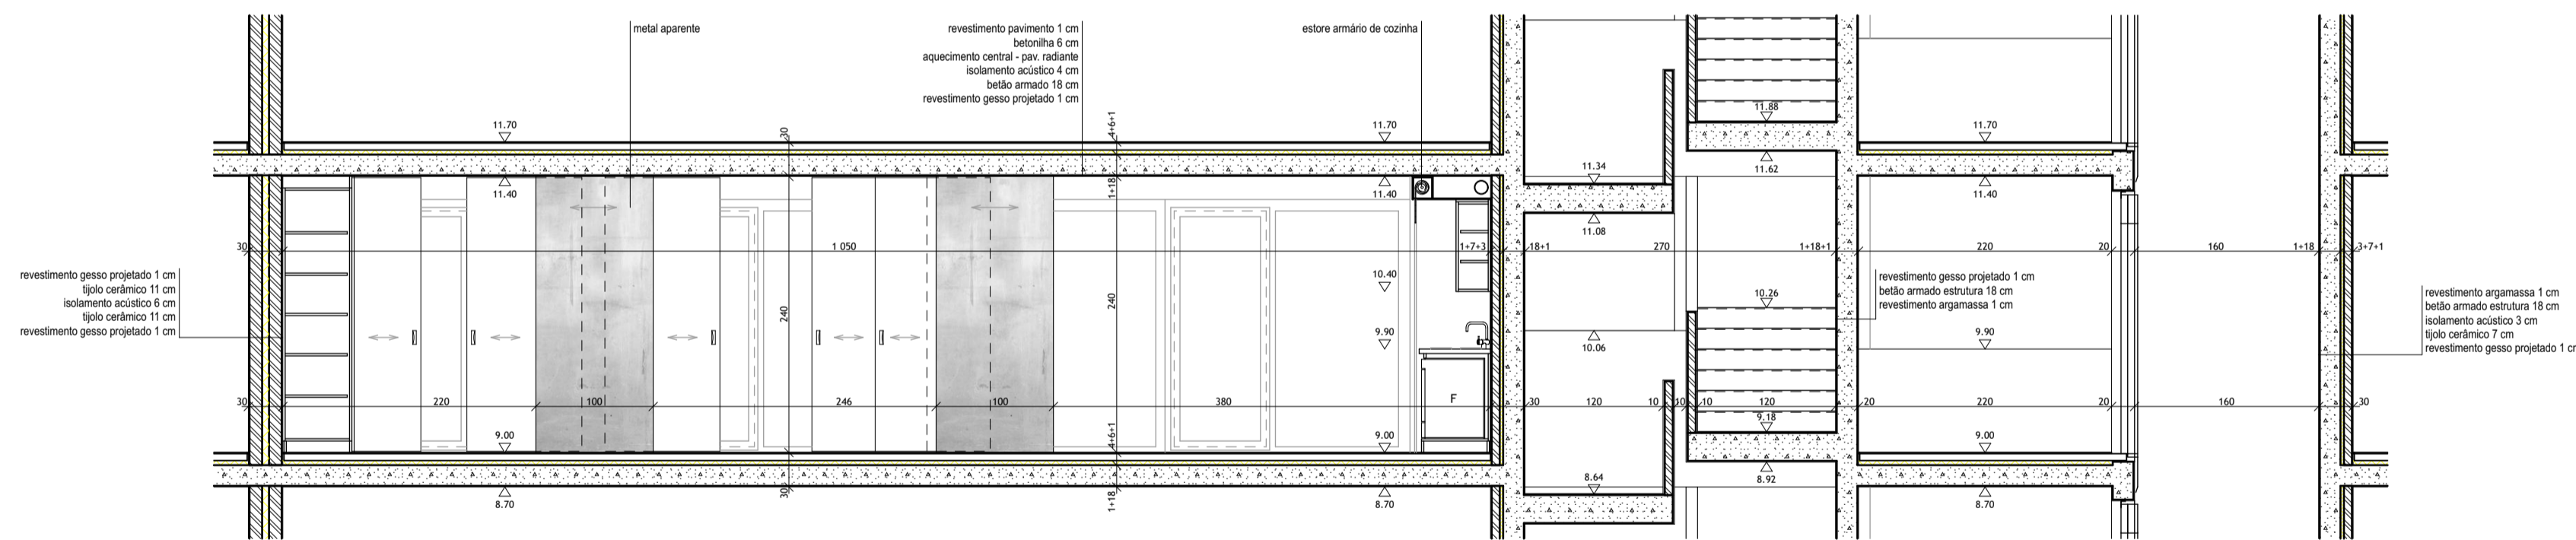 metal aparente
revestimento pavimento 1 cm
betonilha 6 cm
aquecimento central - pav. radiante
isolamento acústico 4 cm
betão armado 18 cm
revestimento gesso projetado 1 cm
estore armário de cozinha
11.88
11.70
30
4+6+1
11.70
11.70
11.34
11.62
11.40
1+18
11.40
11.40
11.08
30
1 050
1+7+3
18+1
270
1+18+1
220
20
160
1+18
3+7+1
revestimento gesso projetado 1 cm
tijolo cerâmico 11 cm
isolamento acústico 6 cm
tijolo cerâmico 11 cm
revestimento gesso projetado 1 cm
240
240
10.40
9.90
10.06
10.26
revestimento gesso projetado 1 cm
betão armado estrutura 18 cm
revestimento argamassa 1 cm
9.90
revestimento argamassa 1 cm
betão armado estrutura 18 cm
isolamento acústico 3 cm
tijolo cerâmico 7 cm
revestimento gesso projetado 1 cm
30
220
100
246
100
380
F
30
120
10
10
10
120
20
220
20
160
30
9.18
9.00
4+6+1
9.00
9.00
8.64
8.92
30
1+18
8.70
8.70
8.70